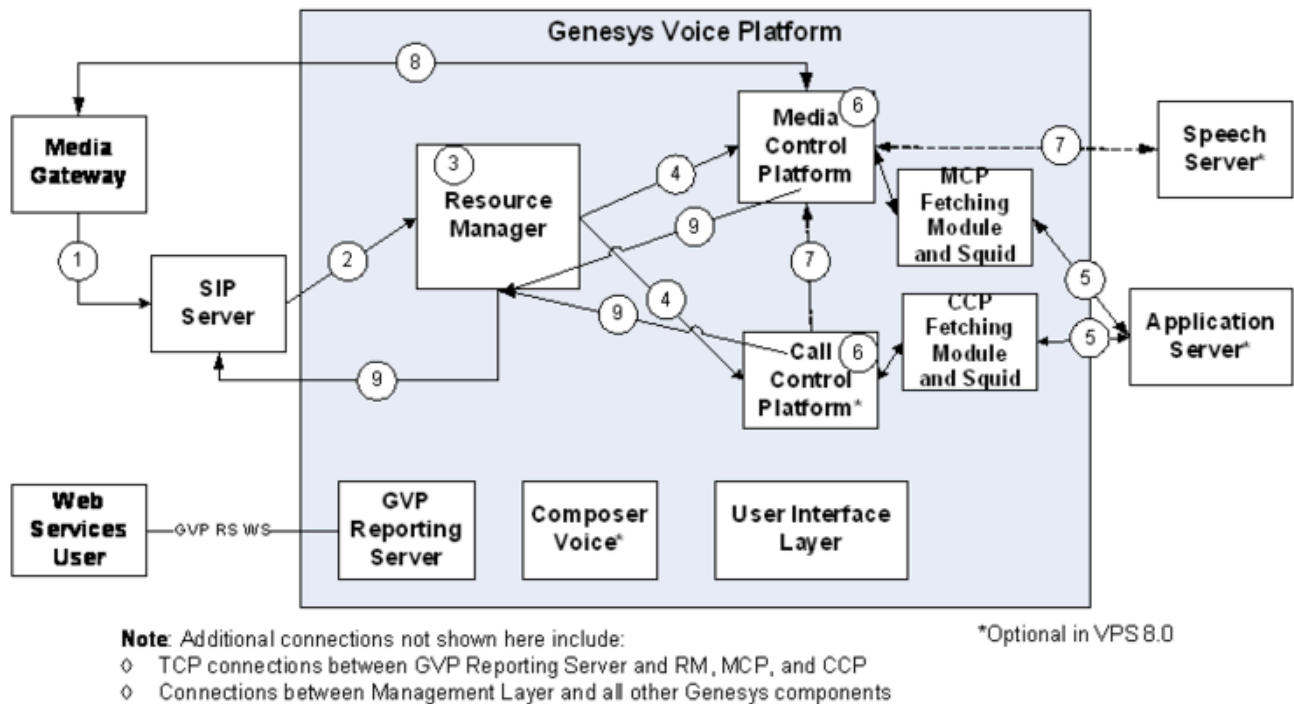 Genesys Voice Platform
8
Media
Gateway
1
SIP
Server
2
3
Resource
Manager
4
4
9
9
9
6
Media
Control
Platform
7
7
Speech
Server*
MCP
Fetching
Module
and Squid
5
CCP
Fetching
Module
and Squid
5
Application
Server*
6
Call
Control
Platform*
Web
Services
User
GVP RS WS
GVP
Reporting
Server
Composer
Voice*
User Interface
Layer
*Optional in VPS 8.0
Note: Additional connections not shown here include:
◊ TCP connections between GVP Reporting Server and RM, MCP, and CCP
◊ Connections between Management Layer and all other Genesys components